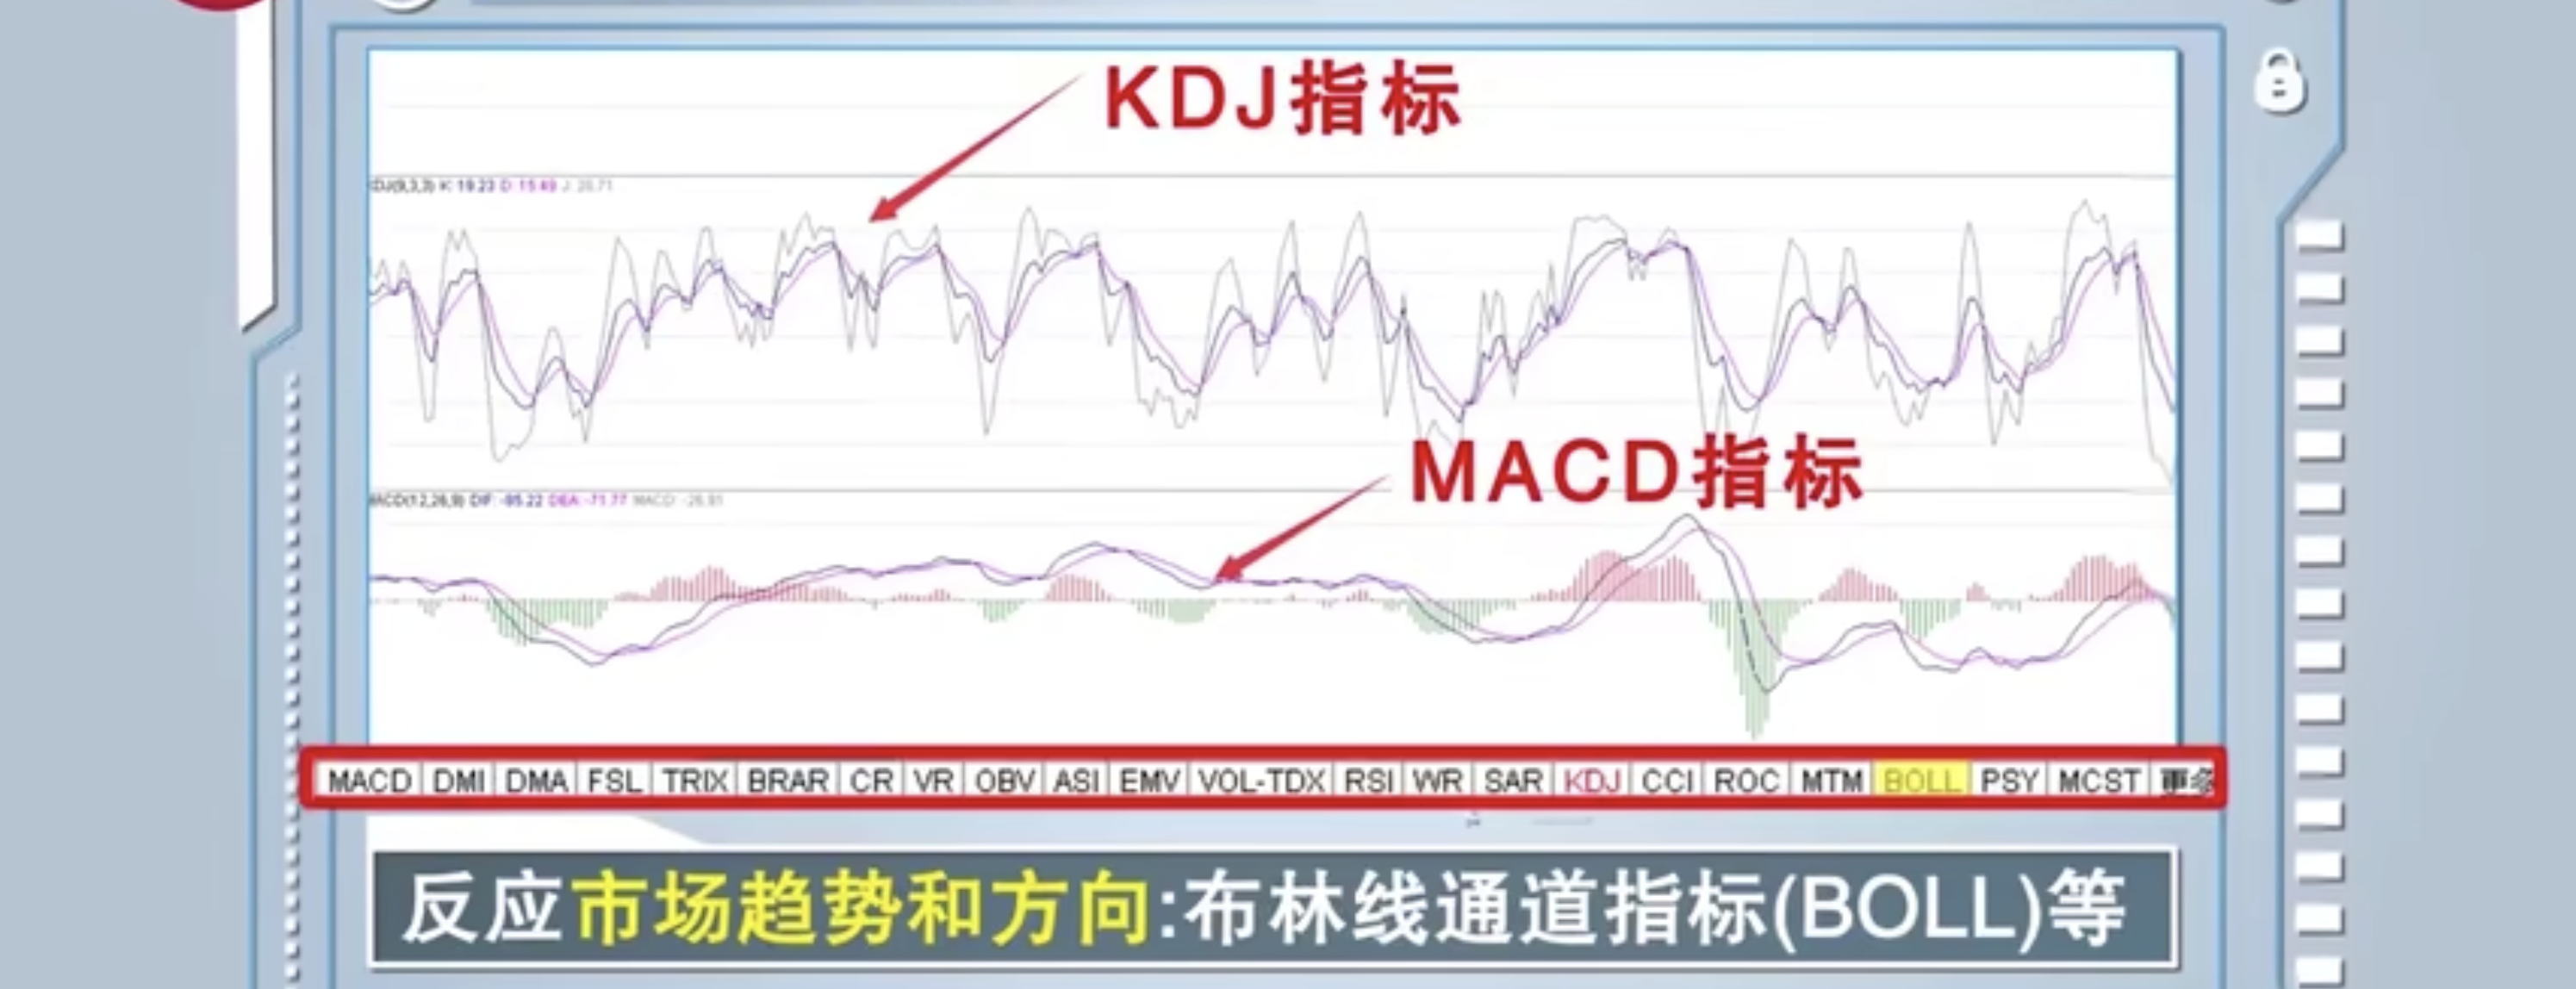 KDJ指标
KDJ(9,3,3) K: 19.23 D: 15.49 J: 26.71
MACD指标
MACD(12,26,9) DIF: -85.22 DEA: -71.77 MACD: -26.91
MACD DMI DMA FSL TRIX BRAR CR VR OBV ASI EMV VOL-TDX RSI WR SAR KDJ CCI ROC MTM BOLL PSY MCST 更多
反应市场趋势和方向:布林线通道指标(BOLL)等